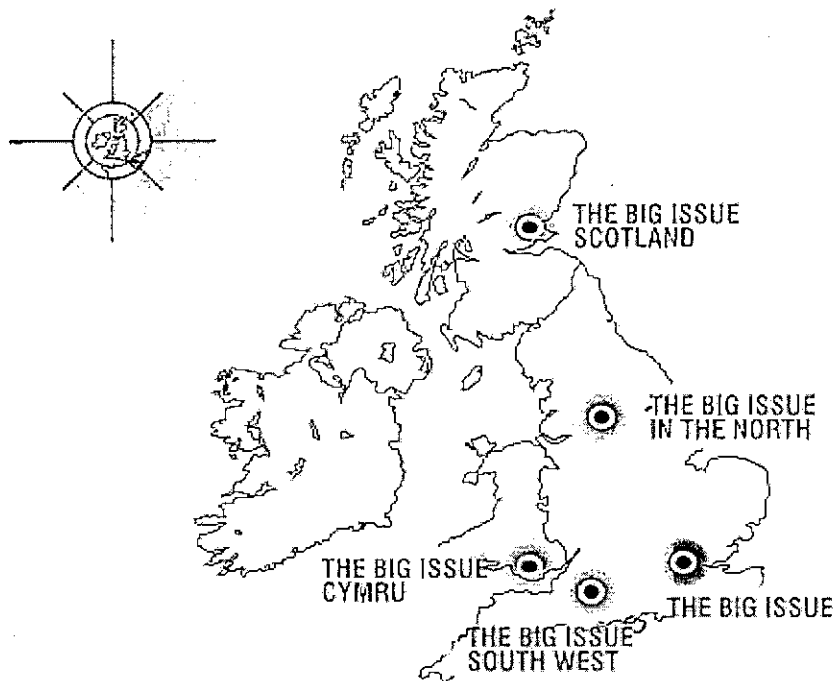 THE BIG ISSUE
SCOTLAND
THE BIG ISSUE
IN THE NORTH
THE BIG ISSUE
CYMRU
THE BIG ISSUE
THE BIG ISSUE
SOUTH WEST